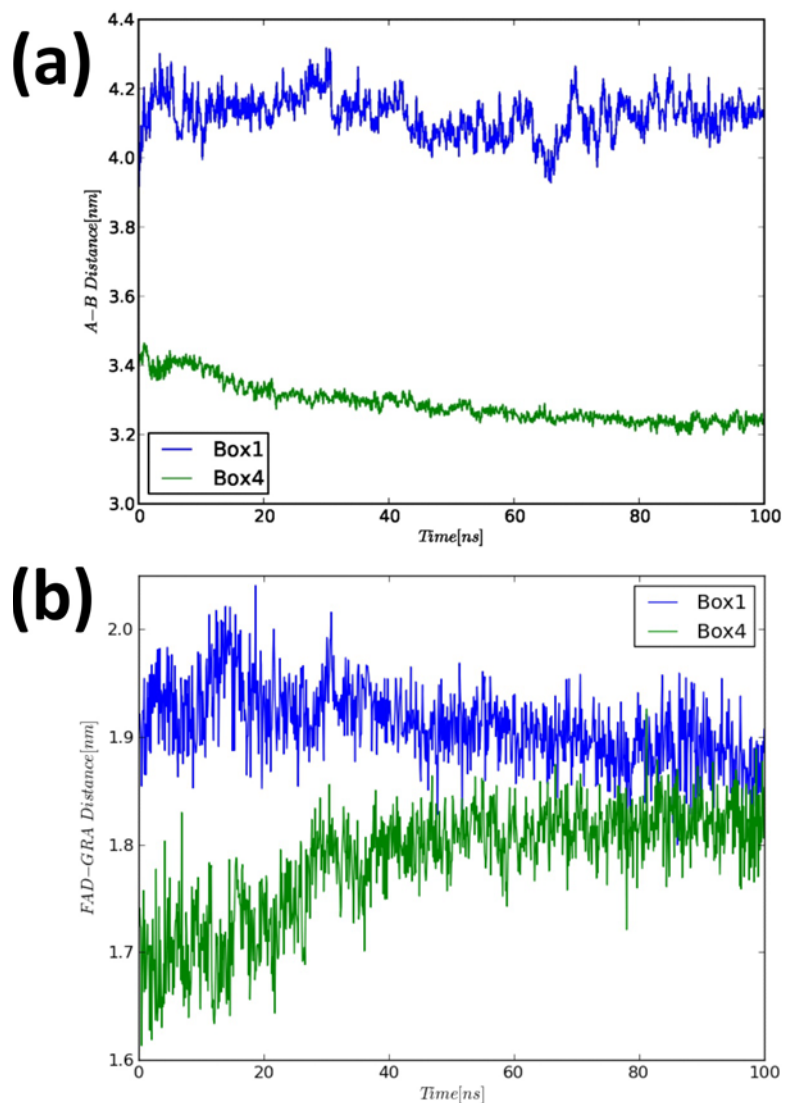 (a)
4.4
4.2
4.0
3.8
3.6
3.4
3.2
3.0
A−B Distance[nm]
Box1
Box4
0 20 40 60 80 100
Time[ns]
(b)
2.0
1.9
1.8
1.7
1.6
FAD−GRA Distance[nm]
Box1
Box4
0 20 40 60 80 100
Time[ns]